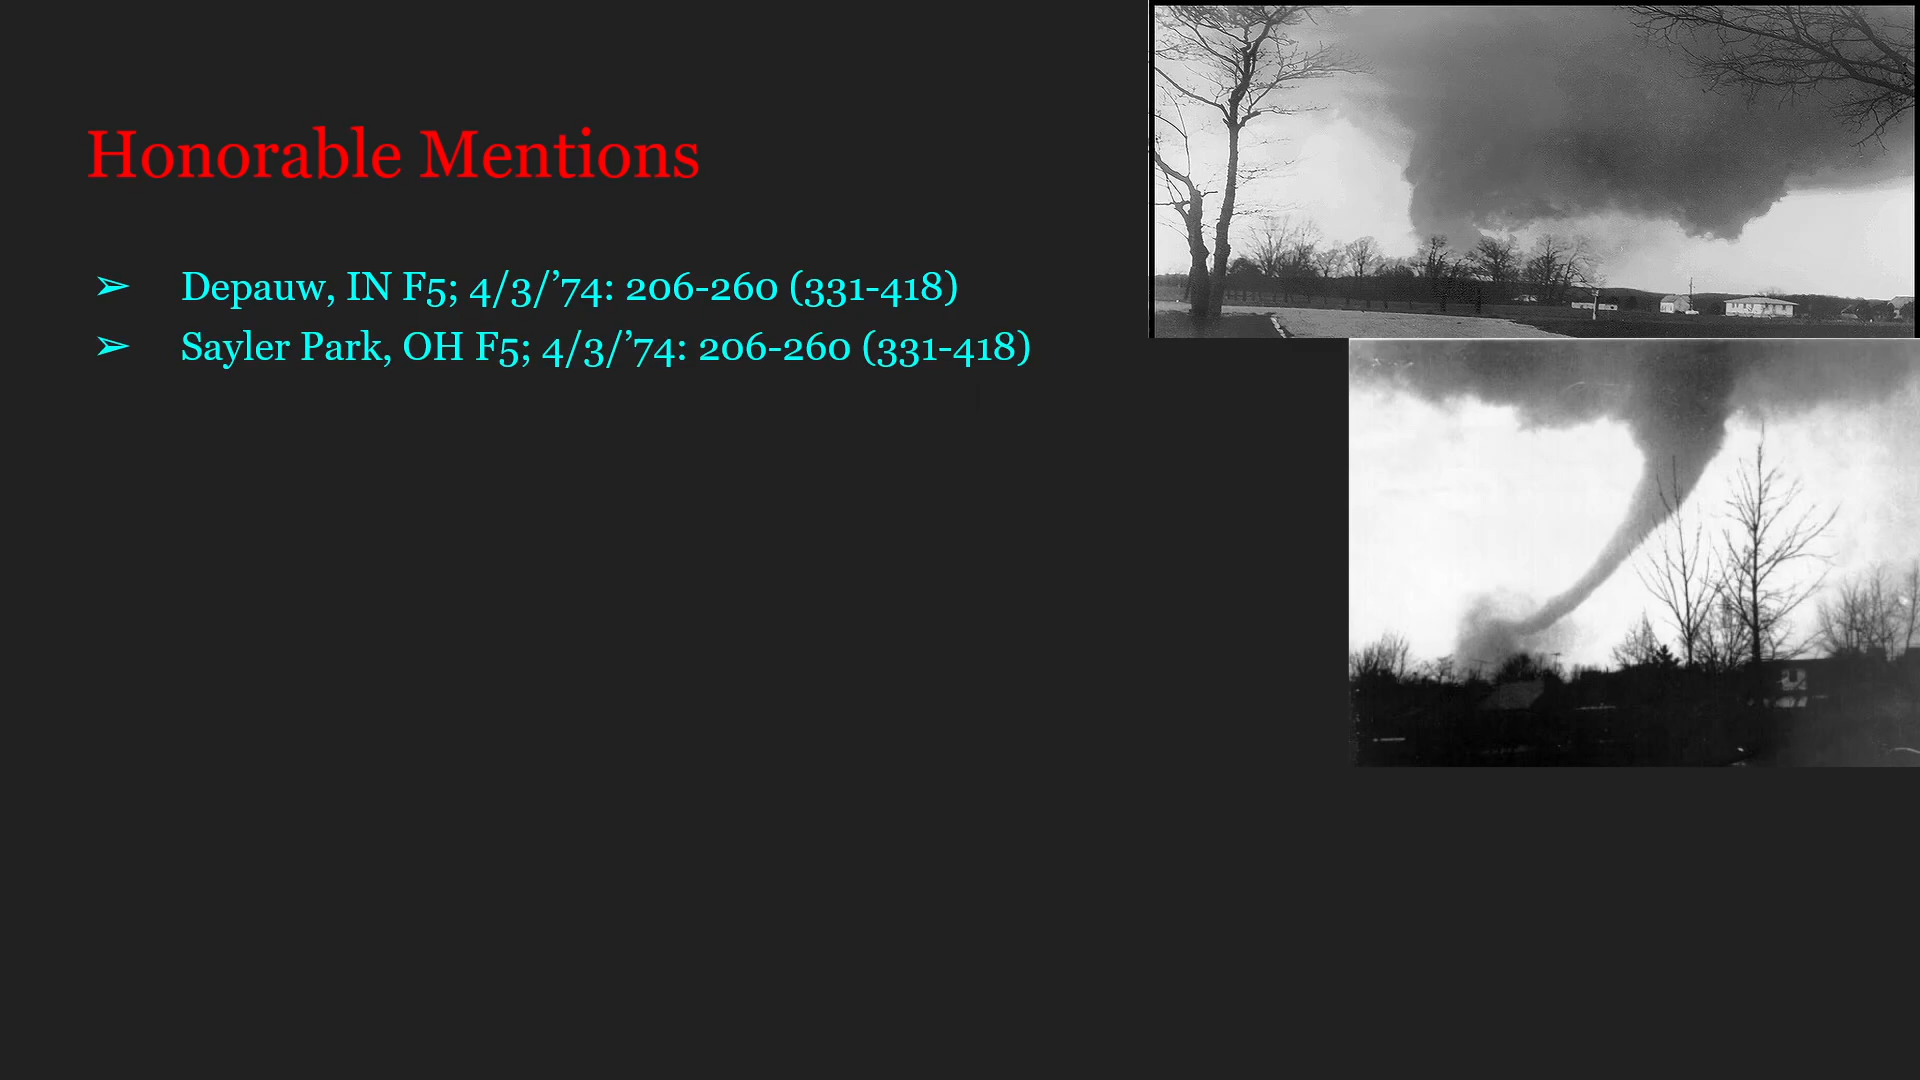 Honorable Mentions
➢ Depauw, IN F5; 4/3/’74: 206-260 (331-418)
➢ Sayler Park, OH F5; 4/3/’74: 206-260 (331-418)